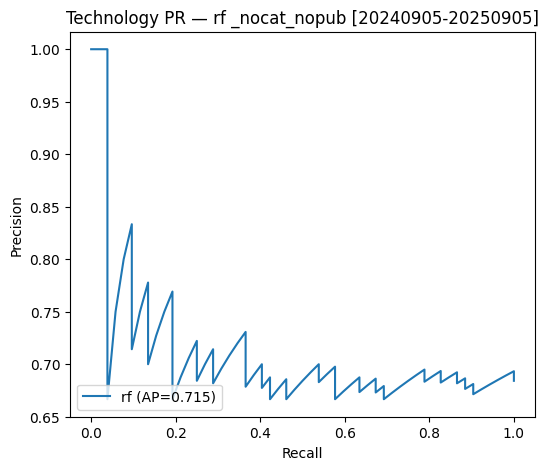 Technology PR — rf _nocat_nopub [20240905-20250905]
1.00
0.95
0.90
0.85
0.80
0.75
0.70
0.65
Precision
rf (AP=0.715)
0.0 0.2 0.4 0.6 0.8 1.0
Recall